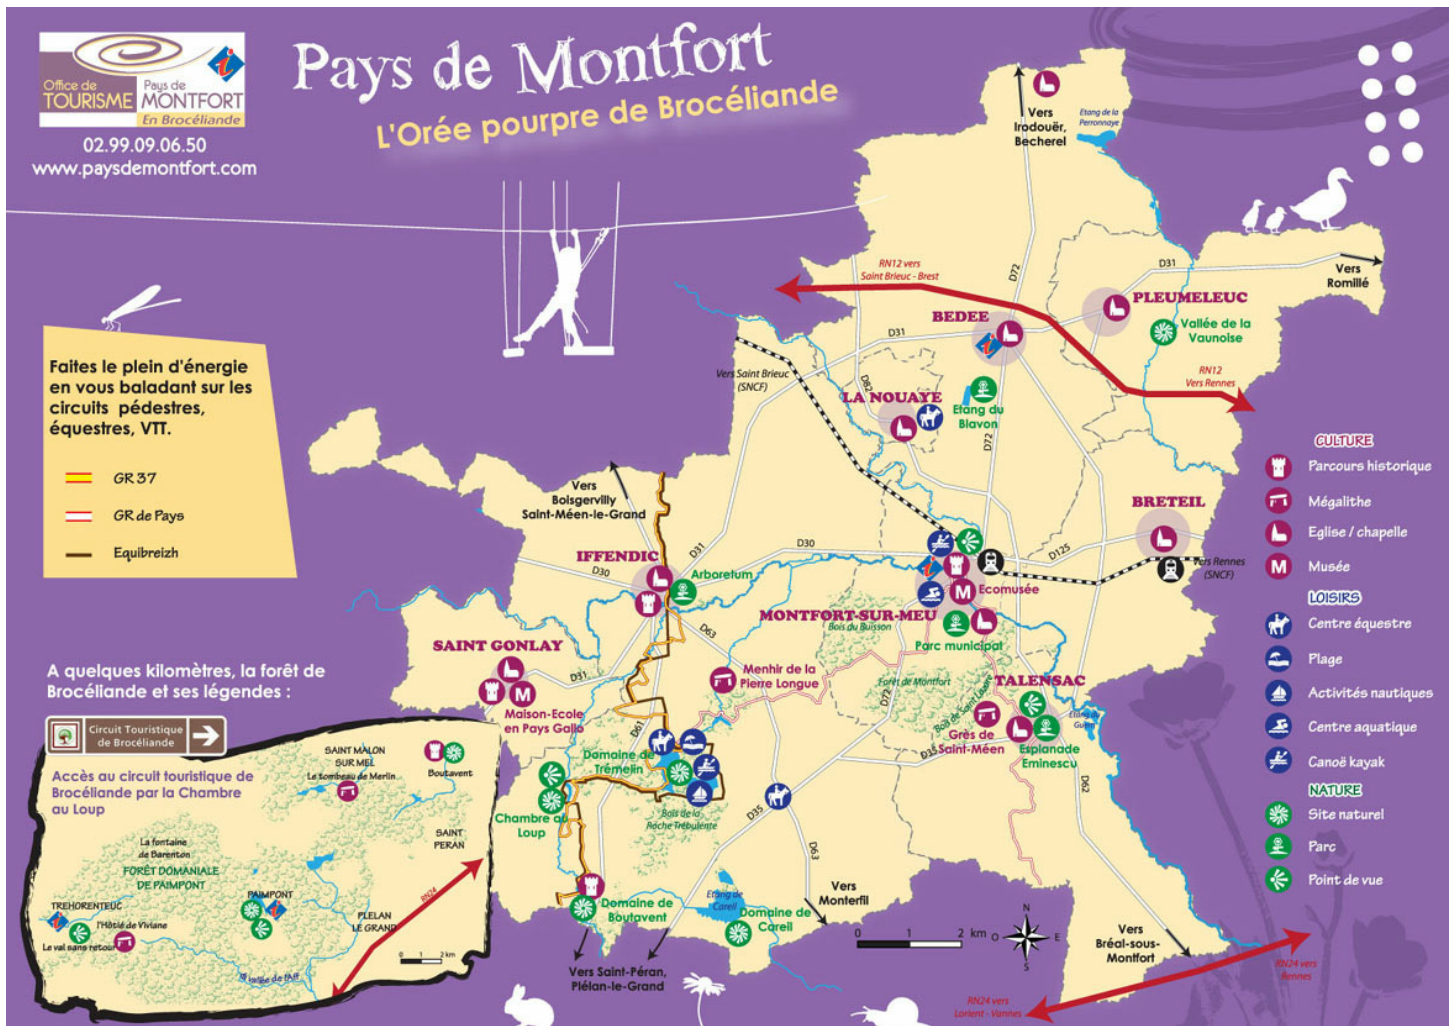 Office de
TOURISME
Pays de
MONTFORT
En Brocéliande
02.99.09.06.50
www.paysdemontfort.com
Pays de Montfort
L'Orée pourpre de Brocéliande
Faites le plein d'énergie
en vous baladant sur les
circuits pédestres,
équestres, VTT.
GR 37
GR de Pays
Equibreizh
A quelques kilomètres, la forêt de
Brocéliande et ses légendes :
Circuit Touristique
de Brocéliande
Accès au circuit touristique de
Brocéliande par la Chambre
au Loup
SAINT MALON
SUR MEL
Le tombeau de Merlin
Boutavent
La fontaine
de Barenton
FORÊT DOMANIALE
DE PAIMPONT
SAINT
PERAN
RN24
TREHORENTEUC
l'Hôtié de Viviane
Le val sans retour
PAIMPONT
PLELAN
LE GRAND
0 1 2 km
Vers
Irodouër,
Becherel
Etang de la
Perronnaye
D72
RN12 vers
Saint Brieuc - Brest
D31
Vers
Romillé
PLEUMELEUC
BEDEE
D31
Vallée de la
Vaunoise
RN12
Vers Rennes
Vers Saint Brieuc
(SNCF)
D82
LA NOUAYE
Etang du
Blavon
D72
Vers
Boisgervilly
Saint-Méen-le-Grand
BRETEIL
D31
D30
D125
Vers Rennes
(SNCF)
IFFENDIC
D30
Arboretum
Ecomusée
MONTFORT-SUR-MEU
Bois du Buisson
Parc municipal
D63
SAINT GONLAY
D31
Maison-Ecole
en Pays Gallo
Menhir de la
Pierre Longue
Forêt de Montfort
D72
Bois de Saint Lazare
TALENSAC
Grès de
Saint-Méen
Esplanade
Eminescu
D35
D61
Domaine de
Trémelin
Chambre au
Loup
Bois de la
Roche Trébulente
D35
D62
D63
Domaine de
Boutavent
Etang de
Careil
Domaine de
Careil
Vers
Monterfil
Vers Saint-Péran,
Plélan-le-Grand
0 1 2 km
N
O
E
S
Vers
Bréal-sous-
Montfort
RN24 vers
Rennes
RN24 vers
Lorient - Vannes
CULTURE
Parcours historique
Mégalithe
Eglise / chapelle
M
Musée
LOISIRS
Centre équestre
Plage
Activités nautiques
Centre aquatique
Canoë kayak
NATURE
Site naturel
Parc
Point de vue